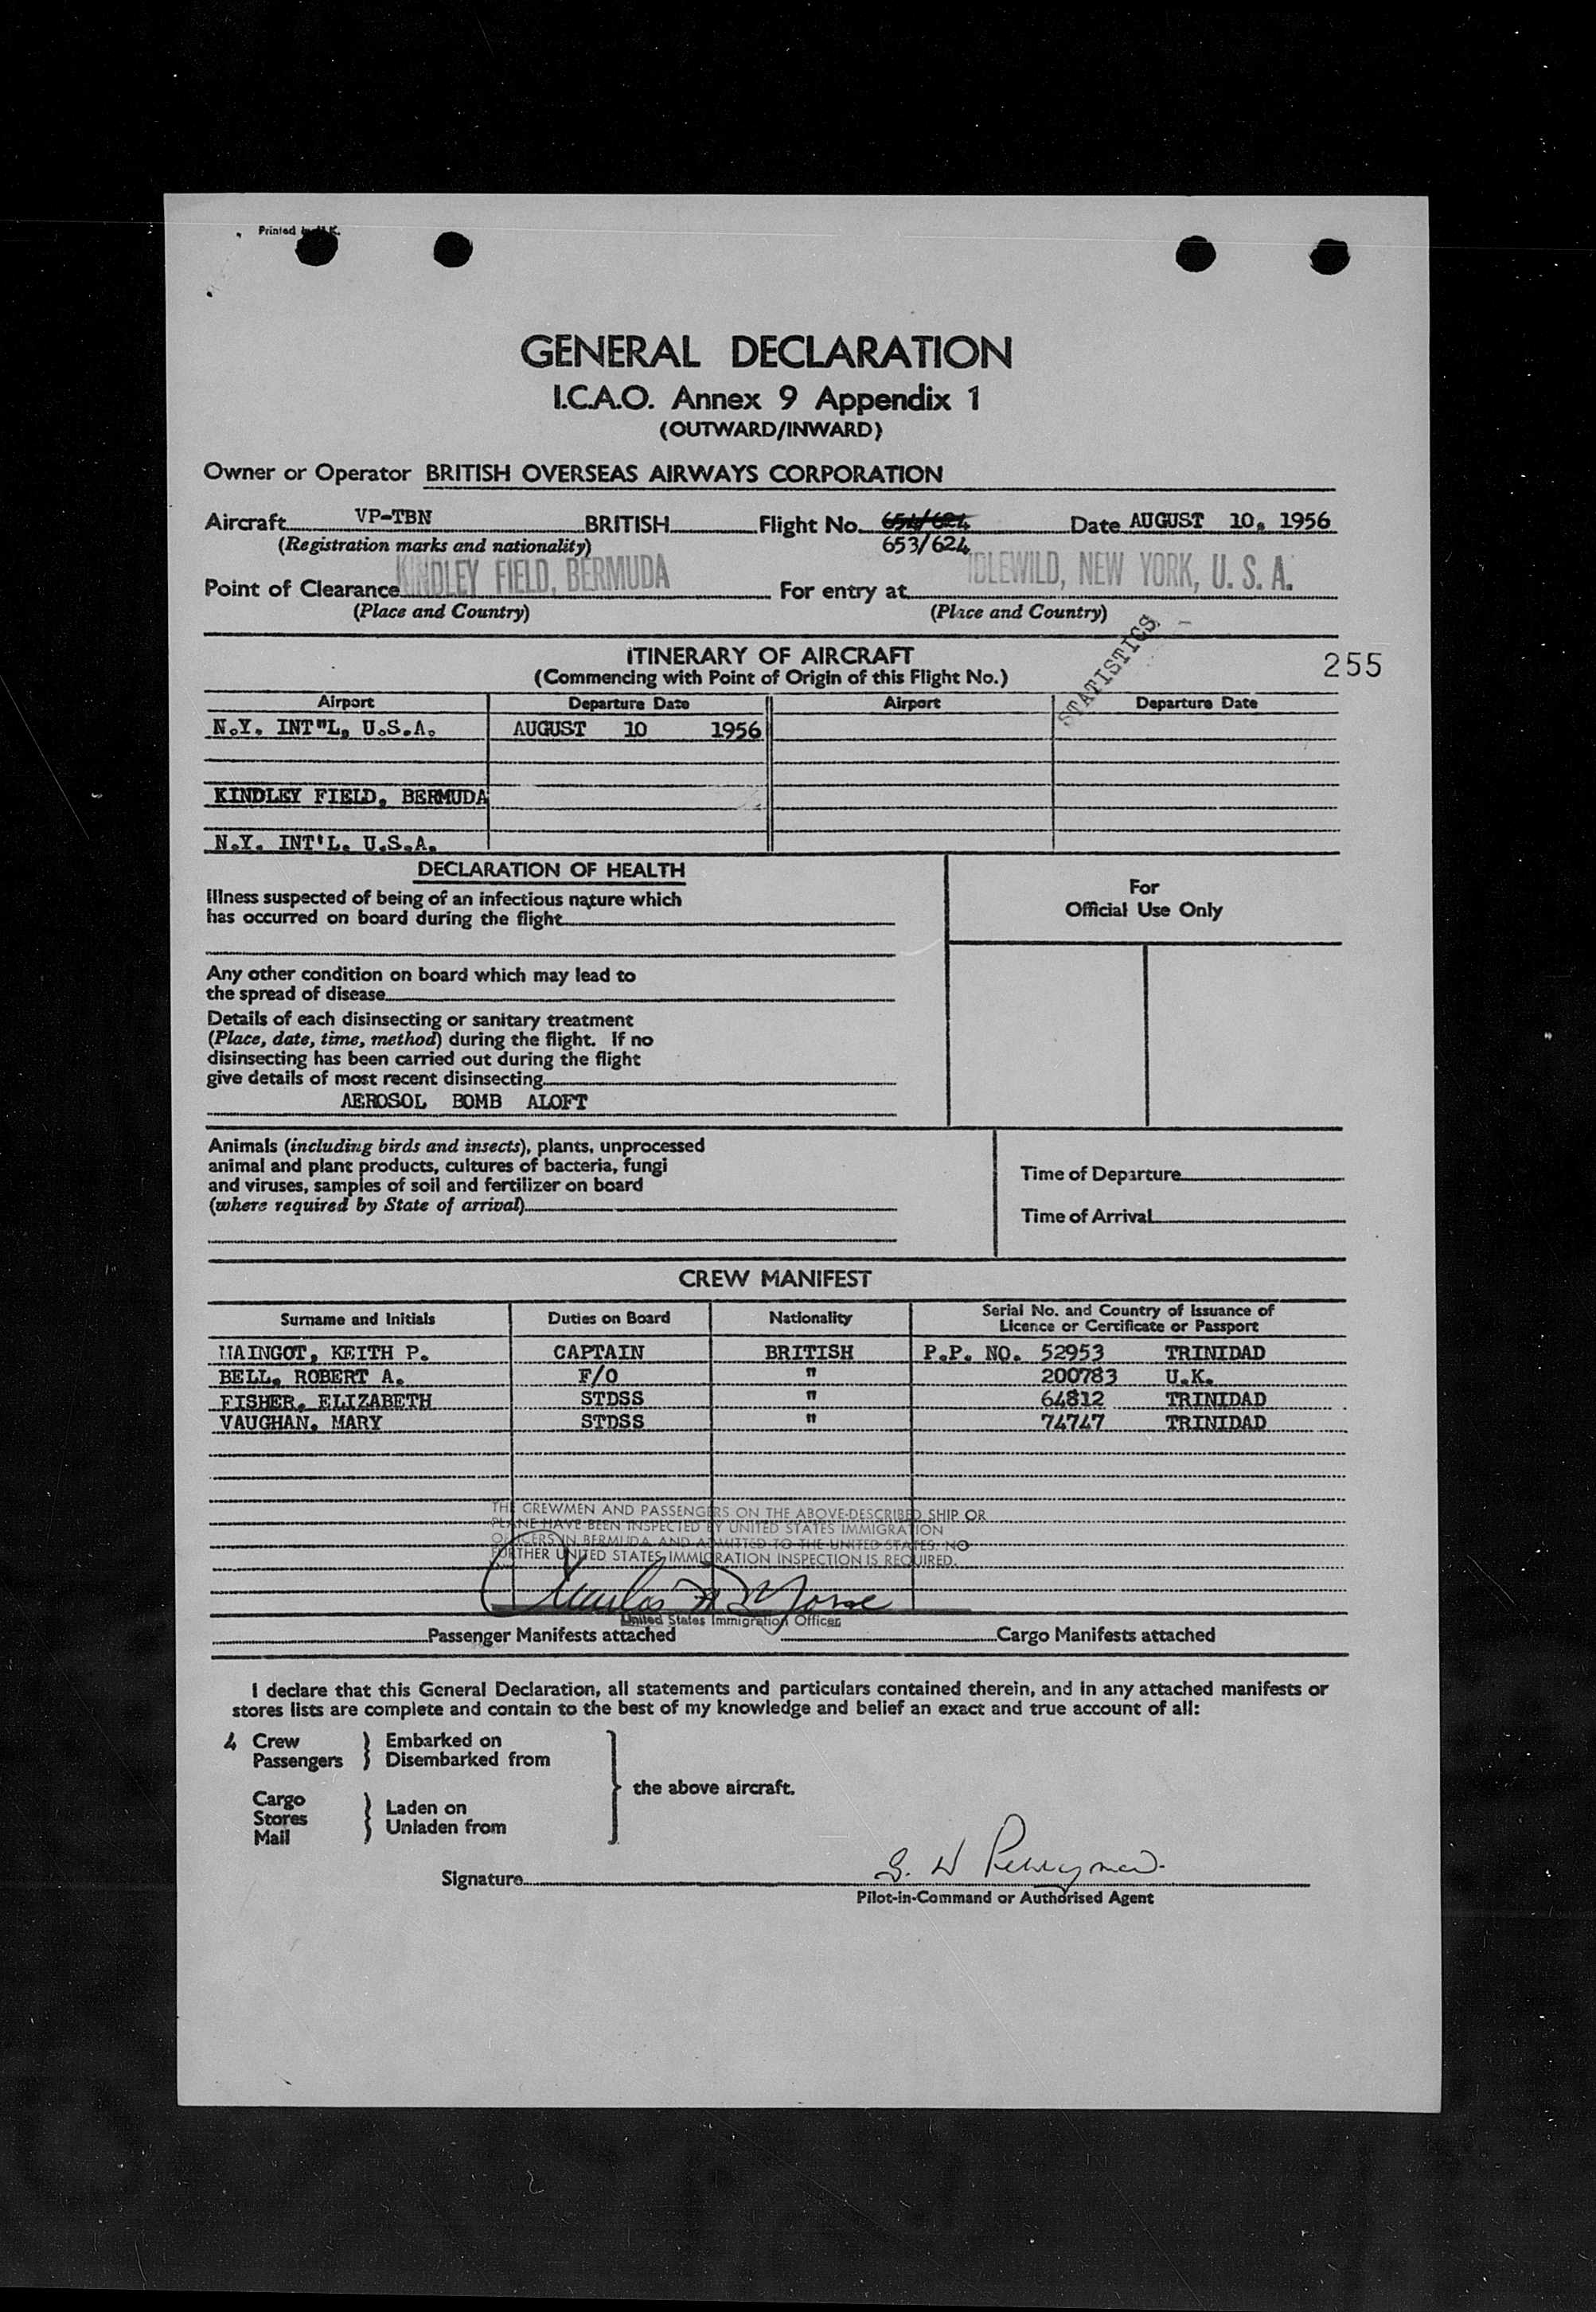 Printed in U.K.
GENERAL DECLARATION
I.C.A.O. Annex 9 Appendix 1
(OUTWARD/INWARD)
Owner or Operator BRITISH OVERSEAS AIRWAYS CORPORATION
Aircraft VP-TBN BRITISH Flight No. 654/624 Date AUGUST 10, 1956
(Registration marks and nationality) 653/624
Point of Clearance KINDLEY FIELD, BERMUDA For entry at IDLEWILD, NEW YORK, U. S. A.
(Place and Country) (Place and Country)
STATISTICS
ITINERARY OF AIRCRAFT
255
(Commencing with Point of Origin of this Flight No.)
Airport Departure Date Airport Departure Date
N.Y. INT"L, U.S.A. AUGUST 10 1956
KINDLEY FIELD, BERMUDA
N.Y. INT'L. U.S.A.
DECLARATION OF HEALTH
For
Official Use Only
Illness suspected of being of an infectious nature which
has occurred on board during the flight
Any other condition on board which may lead to
the spread of disease
Details of each disinsecting or sanitary treatment
(Place, date, time, method) during the flight. If no
disinsecting has been carried out during the flight
give details of most recent disinsecting
AEROSOL BOMB ALOFT
Animals (including birds and insects), plants, unprocessed
animal and plant products, cultures of bacteria, fungi
and viruses, samples of soil and fertilizer on board
(where required by State of arrival)
Time of Departure
Time of Arrival
CREW MANIFEST
Surname and Initials Duties on Board Nationality Serial No. and Country of Issuance of
Licence or Certificate or Passport
MAINGOT, KEITH P. CAPTAIN BRITISH P.P. NO. 52953 TRINIDAD
BELL, ROBERT A. F/O " 200783 U.K.
FISHER, ELIZABETH STDSS " 64812 TRINIDAD
VAUGHAN, MARY STDSS " 74747 TRINIDAD
THE CREWMEN AND PASSENGERS ON THE ABOVE-DESCRIBED SHIP OR
PLANE HAVE BEEN INSPECTED BY UNITED STATES IMMIGRATION
OFFICERS IN BERMUDA AND ADMITTED TO THE UNITED STATES. NO
FURTHER UNITED STATES IMMIGRATION INSPECTION IS REQUIRED.
United States Immigration Officer
Passenger Manifests attached Cargo Manifests attached
I declare that this General Declaration, all statements and particulars contained therein, and in any attached manifests or
stores lists are complete and contain to the best of my knowledge and belief an exact and true account of all:
4 Crew Embarked on
Passengers Disembarked from
the above aircraft.
Cargo
Stores Laden on
Mail Unladen from
Signature S. W Perryman.
Pilot-in-Command or Authorised Agent